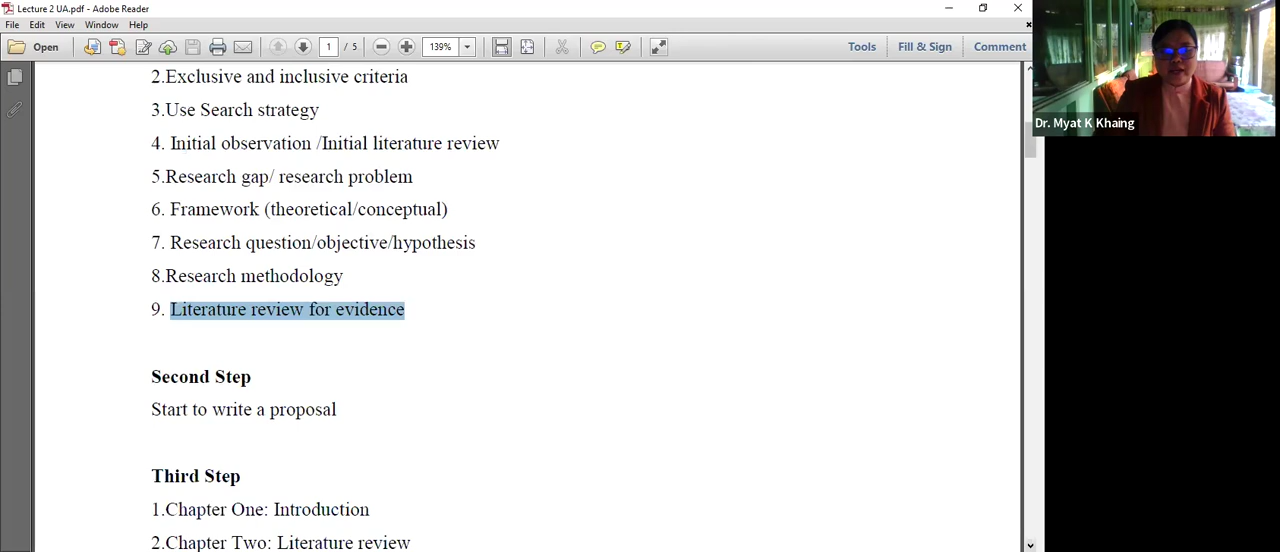 Lecture 2 UA.pdf - Adobe Reader
File Edit View Window Help
Open 1 / 5 139% Tools Fill & Sign Comment
2.Exclusive and inclusive criteria
3.Use Search strategy
4. Initial observation /Initial literature review
5.Research gap/ research problem
6. Framework (theoretical/conceptual)
7. Research question/objective/hypothesis
8.Research methodology
9. Literature review for evidence
Second Step
Start to write a proposal
Third Step
1.Chapter One: Introduction
2.Chapter Two: Literature review
Dr. Myat K Khaing